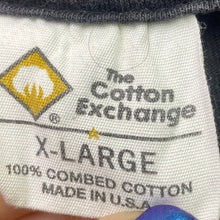 The
Cotton
Exchange
®
X-LARGE
100% COMBED COTTON
MADE IN U.S.A.